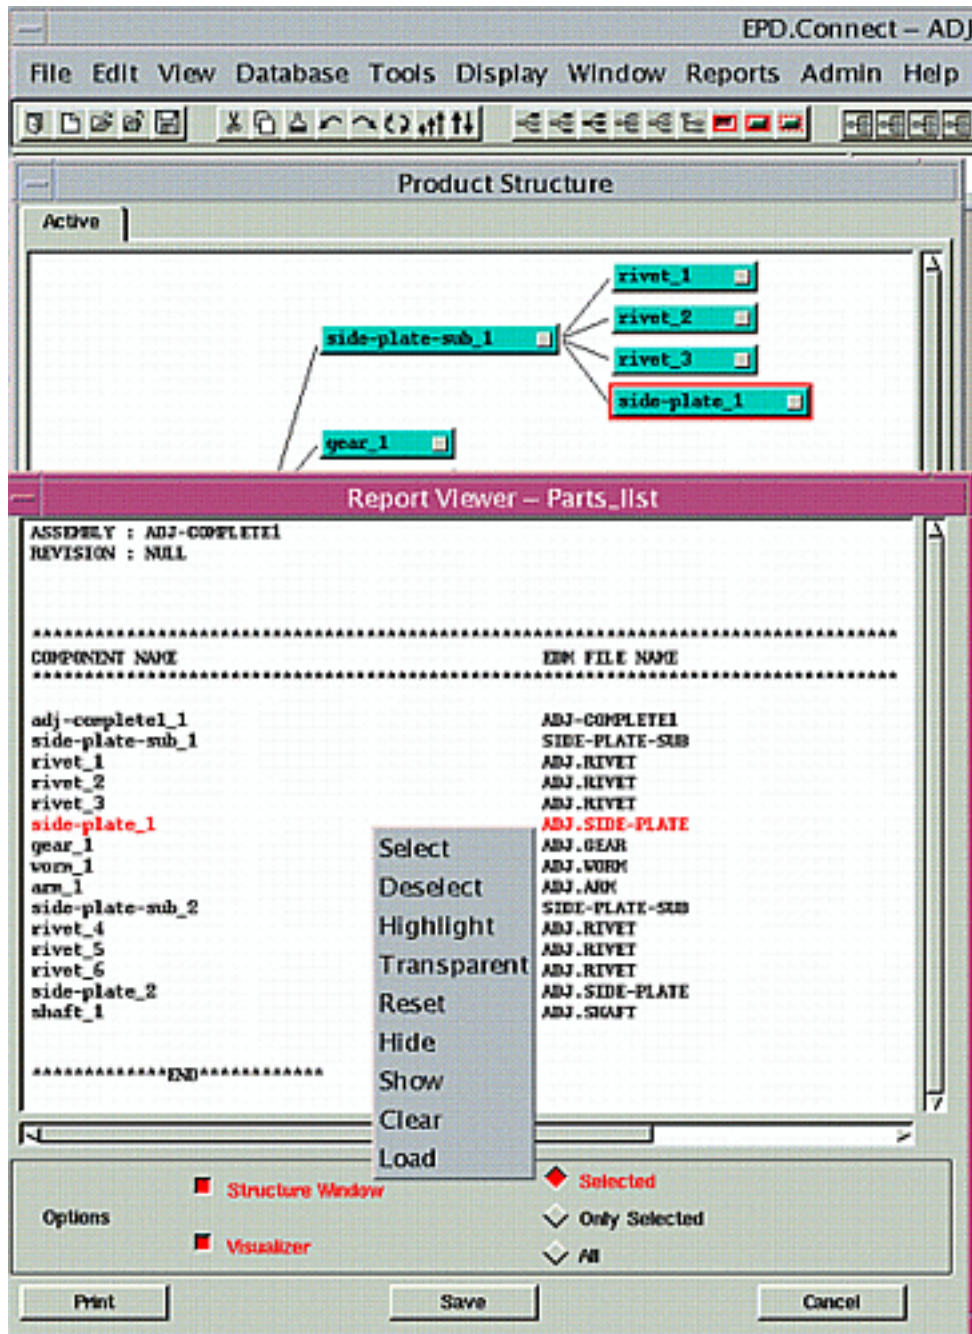 EPD.Connect – ADJ
File Edit View Database Tools Display Window Reports Admin Help
Product Structure
Active
rivet_1
rivet_2
side-plate-sub_1
rivet_3
side-plate_1
gear_1
Report Viewer – Parts_list
ASSEMBLY : ADJ-COMPLETE1
REVISION : NULL
COMPONENT NAME EDM FILE NAME
adj-complete1_1 ADJ-COMPLETE1
side-plate-sub_1 SIDE-PLATE-SUB
rivet_1 ADJ.RIVET
rivet_2 ADJ.RIVET
rivet_3 ADJ.RIVET
side-plate_1 ADJ.SIDE-PLATE
gear_1 ADJ.GEAR
worm_1 ADJ.WORM
arm_1 ADJ.ARM
side-plate-sub_2 SIDE-PLATE-SUB
rivet_4 ADJ.RIVET
rivet_5 ADJ.RIVET
rivet_6 ADJ.RIVET
side-plate_2 ADJ.SIDE-PLATE
shaft_1 ADJ.SHAFT
*************END************
Select
Deselect
Highlight
Transparent
Reset
Hide
Show
Clear
Load
Options
Structure Window
Visualizer
Selected
Only Selected
All
Print Save Cancel